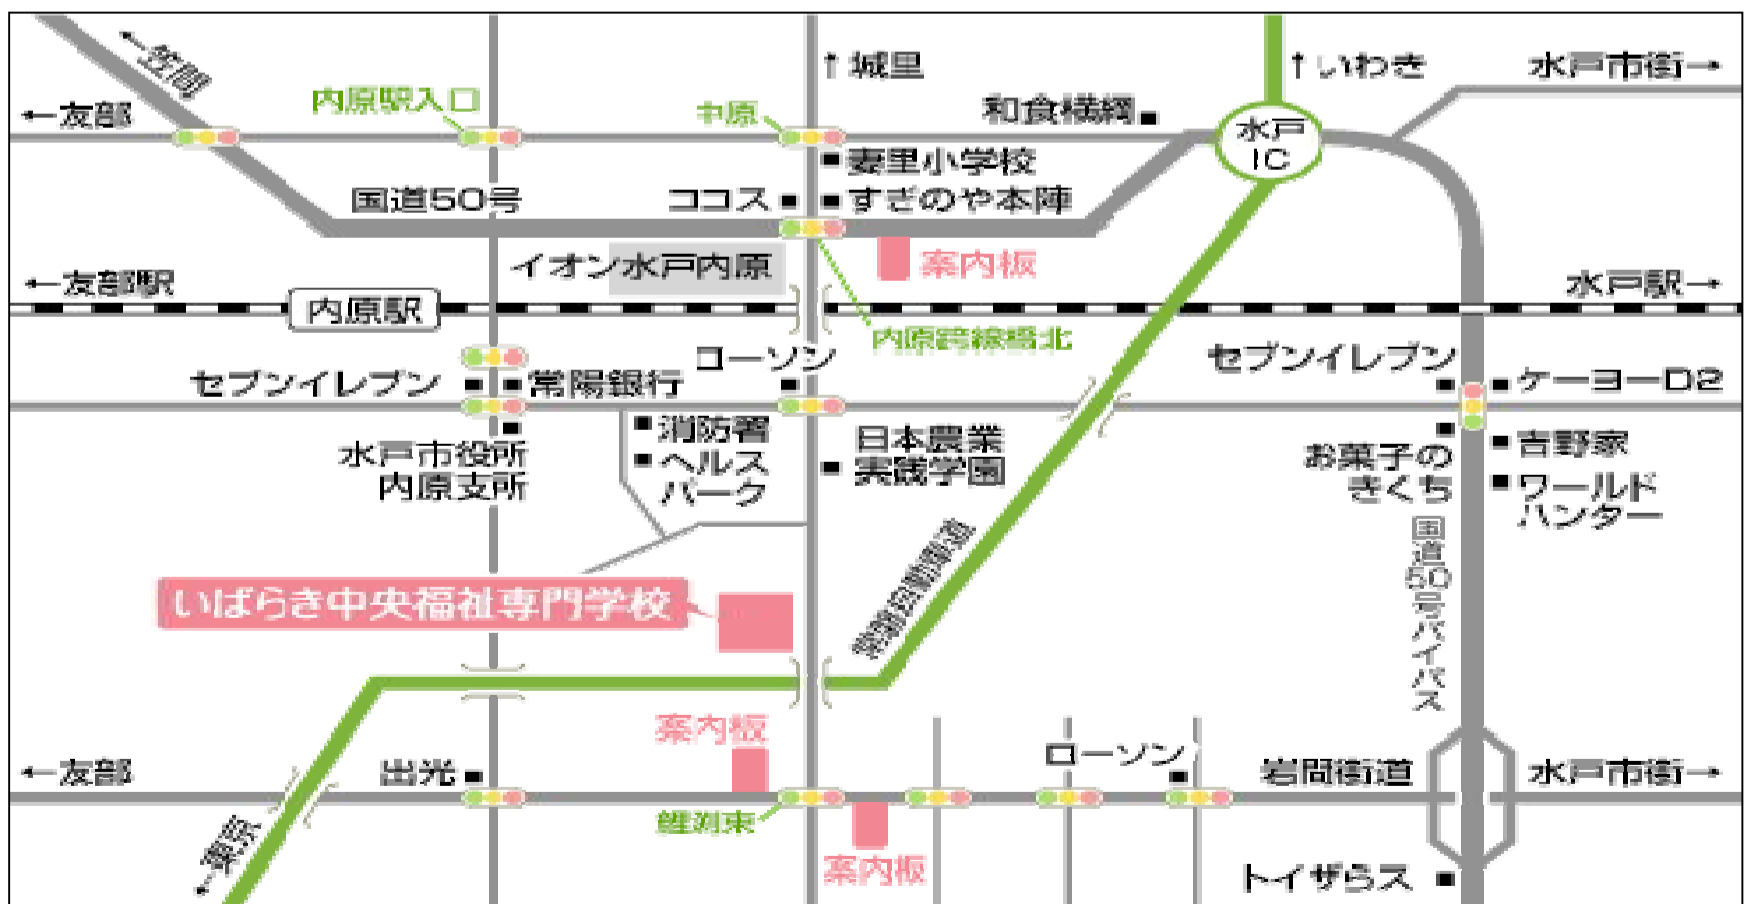 ←笠間
↑城里
↑いわき
水戸市街→
←友部
内原駅入口
中原
和食横綱
水戸
IC
妻里小学校
国道50号
ココス
すぎのや本陣
イオン水戸内原
案内板
←友部駅
水戸駅→
内原駅
内原跨線橋北
ローソン
セブンイレブン
セブンイレブン
常陽銀行
ケーヨーD2
消防署
日本農業
実践学園
水戸市役所
内原支所
ヘルス
パーク
お菓子の
きくち
吉野家
ワールド
ハンター
国道50号バイパス
常磐自動車道
いばらき中央福祉専門学校
案内板
ローソン
←友部
出光
岩間街道
水戸市街→
鯉渕東
←東京
案内板
トイザらス